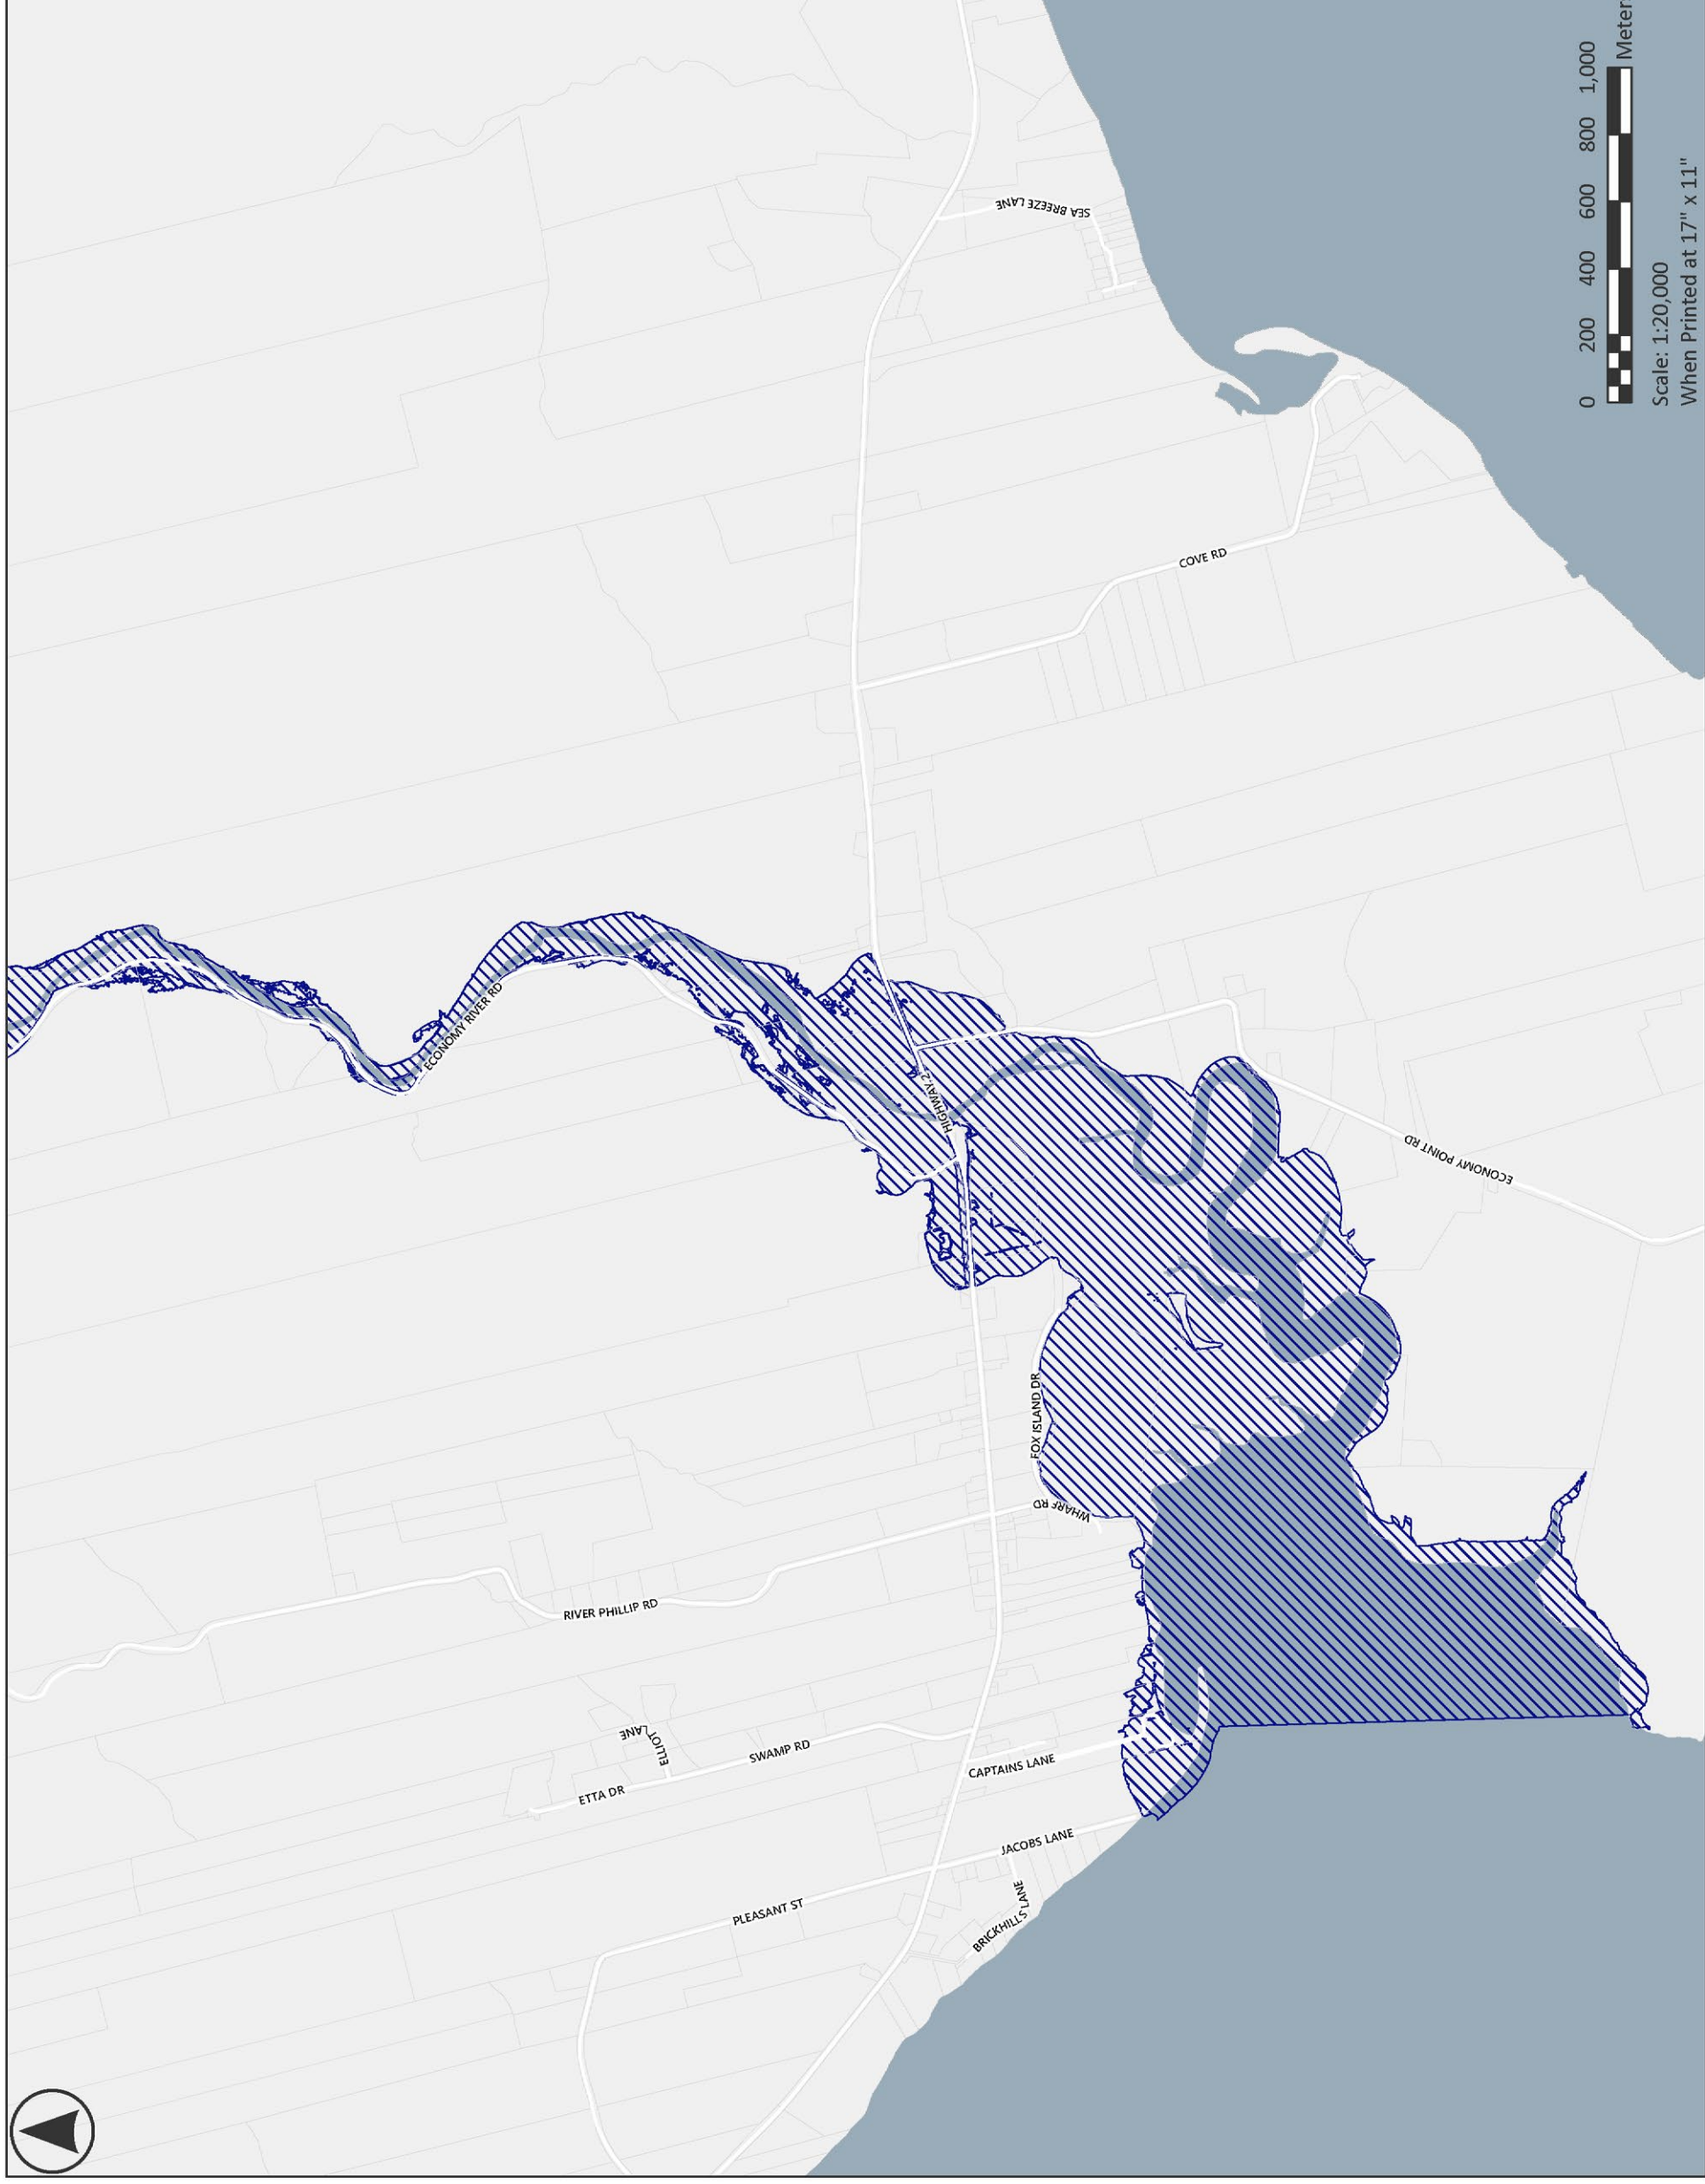 ECONOMY RIVER RD
HIGHWAY 2
SEA BREEZE LANE
COVE RD
ECONOMY POINT RD
FOX ISLAND DR
WHARF RD
RIVER PHILLIP RD
ELLIOT LANE
SWAMP RD
ETTA DR
CAPTAINS LANE
JACOBS LANE
PLEASANT ST
BRICKHILLS LANE
0 200 400 600 800 1,000
Meter
Scale: 1:20,000
When Printed at 17" x 11"